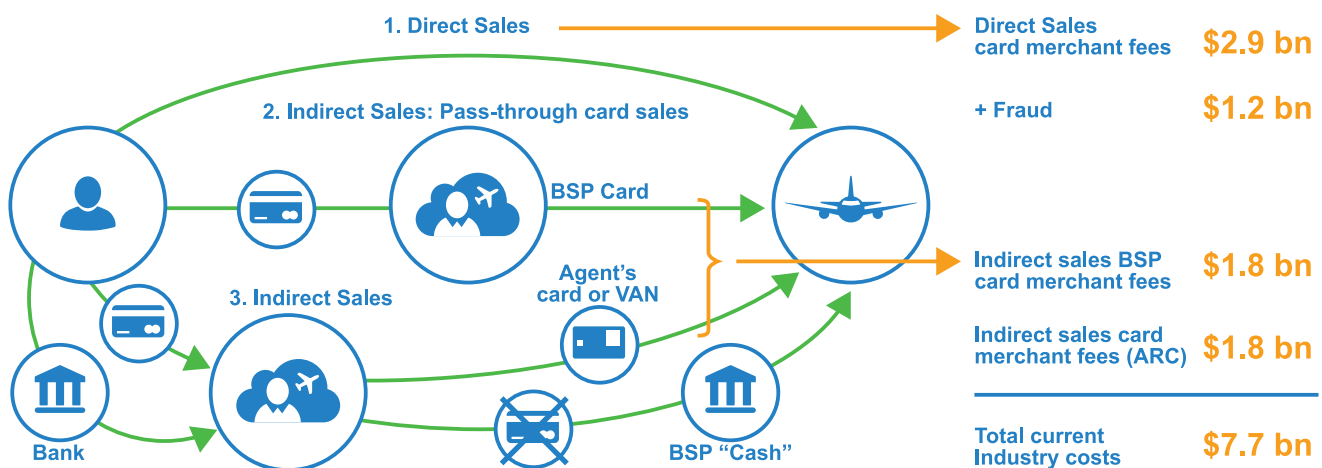 1. Direct Sales
Direct Sales
card merchant fees
$2.9 bn
2. Indirect Sales: Pass-through card sales
+ Fraud
$1.2 bn
BSP Card
Agent's
card or VAN
Indirect sales BSP
card merchant fees
$1.8 bn
3. Indirect Sales
Indirect sales card
merchant fees (ARC)
$1.8 bn
Bank
BSP “Cash”
Total current
Industry costs
$7.7 bn